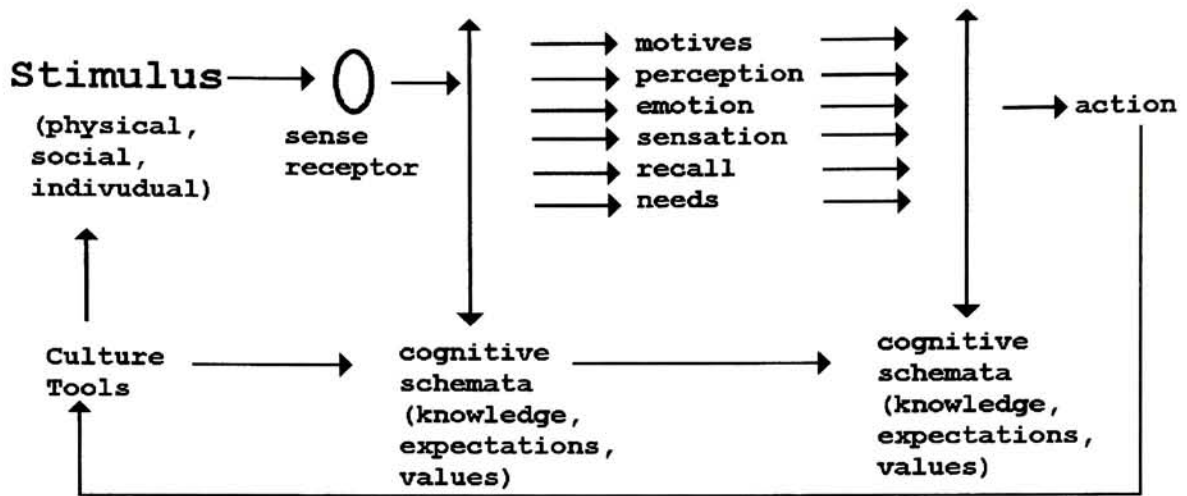 Stimulus
(physical,
social,
indivudual)
sense
receptor
motives
perception
emotion
sensation
recall
needs
action
Culture
Tools
cognitive
schemata
(knowledge,
expectations,
values)
cognitive
schemata
(knowledge,
expectations,
values)